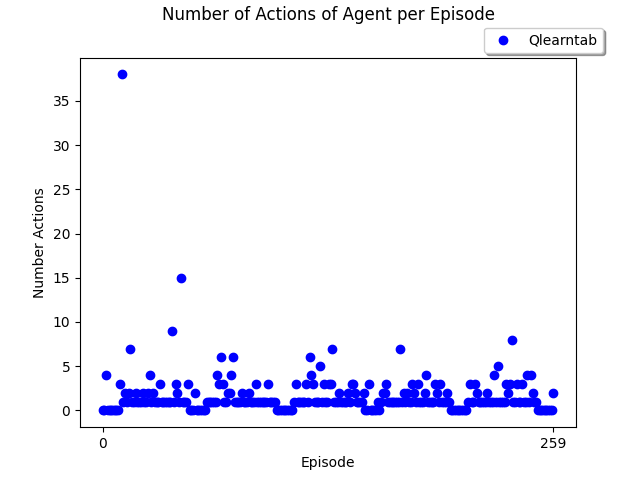 Number of Actions of Agent per Episode
Qlearntab
35
30
25
20
15
10
5
0
Number Actions
0 259
Episode